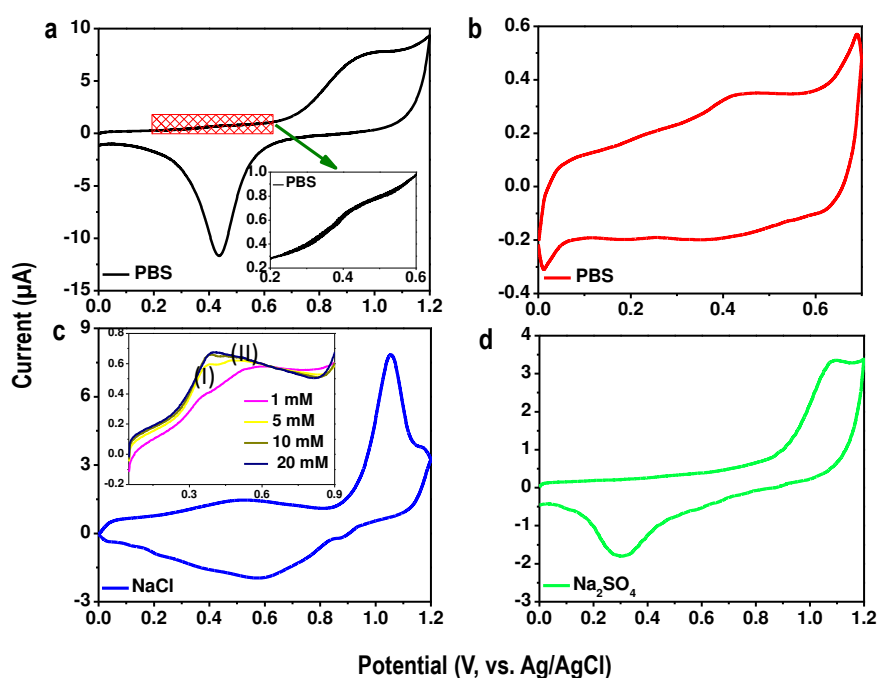 a
10
5
0
-5
-10
-15
0.0 0.2 0.4 0.6 0.8 1.0 1.2
PBS
PBS
1.0
0.8
0.6
0.4
0.2
0.2 0.4 0.6
b
0.6
0.4
0.2
0.0
-0.2
-0.4
0.0 0.2 0.4 0.6
PBS
Current (µA)
c
9
6
3
0
-3
0.0 0.2 0.4 0.6 0.8 1.0 1.2
NaCl
0.8
0.6
0.4
0.2
0.0
-0.2
0.3 0.6 0.9
(I)
(II)
1 mM
5 mM
10 mM
20 mM
d
4
3
2
1
0
-1
-2
-3
0.0 0.2 0.4 0.6 0.8 1.0 1.2
Na₂SO₄
Potential (V, vs. Ag/AgCl)